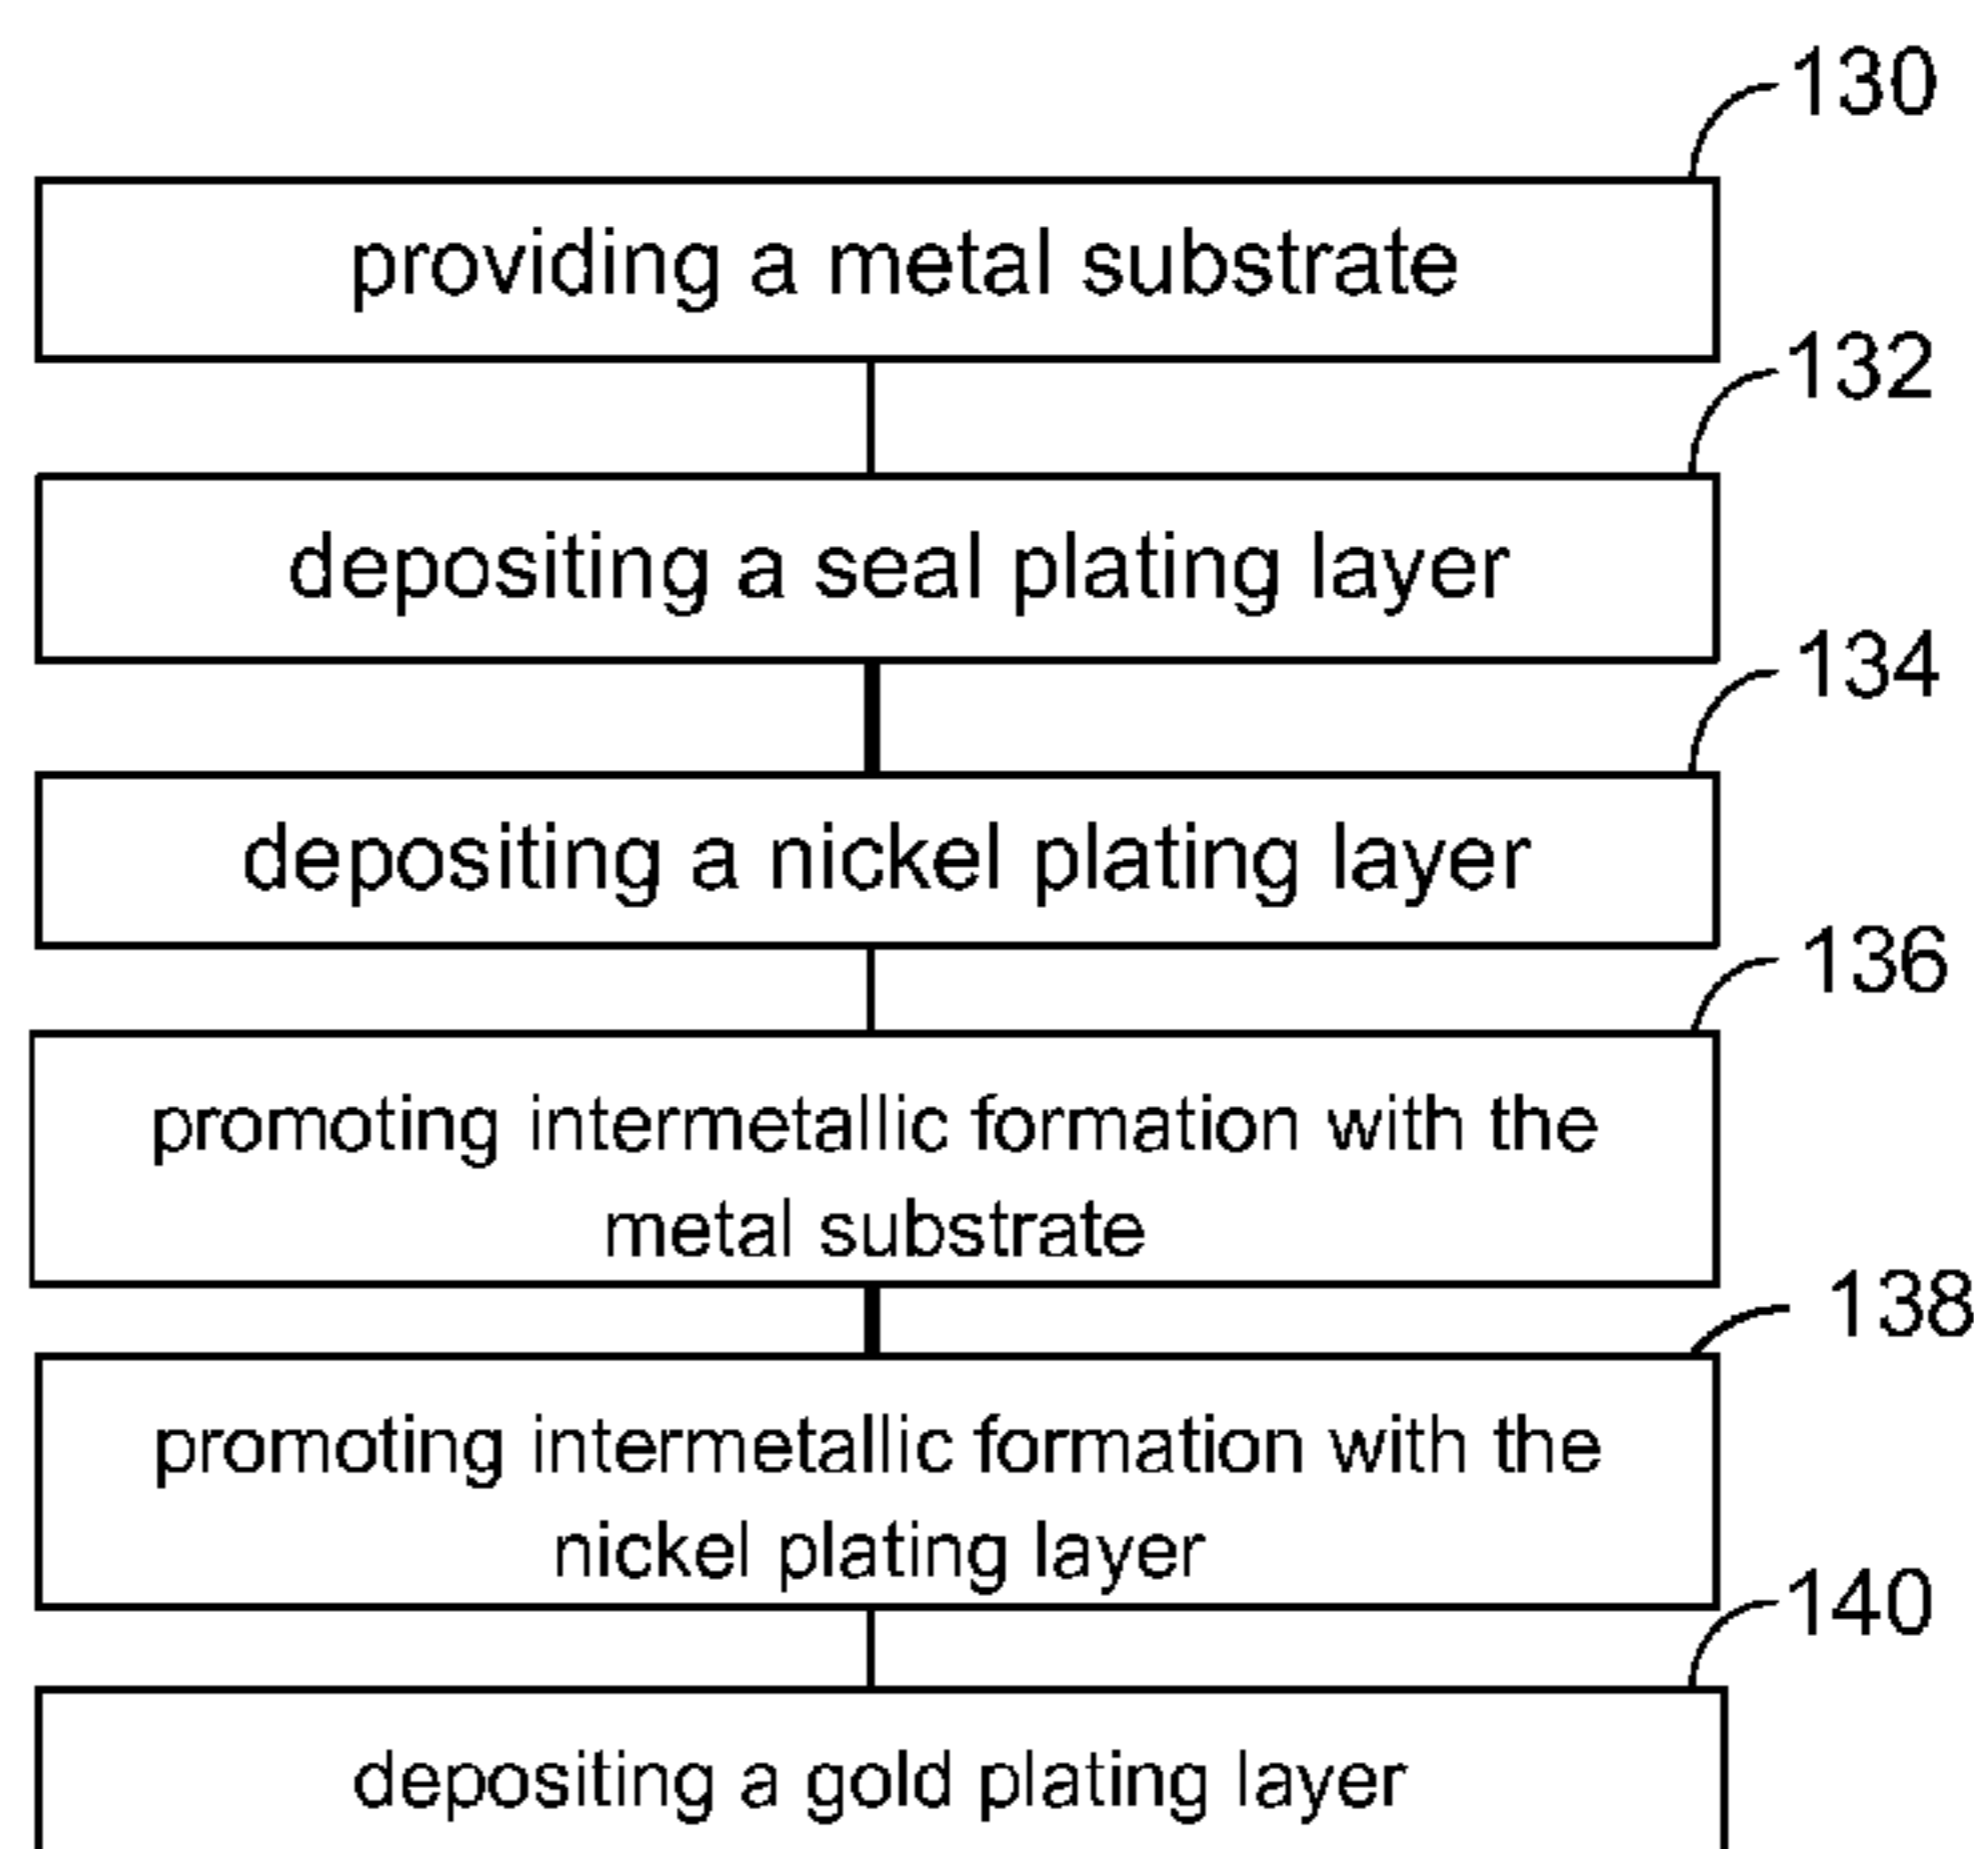 130
providing a metal substrate
132
depositing a seal plating layer
134
depositing a nickel plating layer
136
promoting intermetallic formation with the
metal substrate
138
promoting intermetallic formation with the
nickel plating layer
140
depositing a gold plating layer